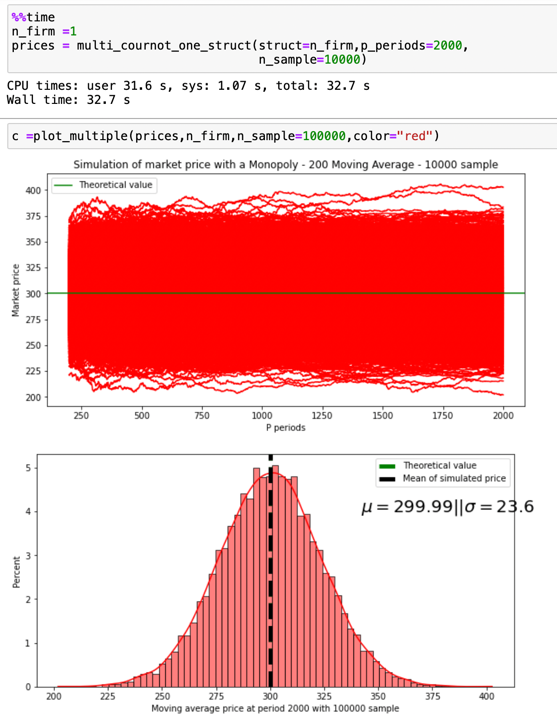 %%time
n_firm =1
prices = multi_cournot_one_struct(struct=n_firm,p_periods=2000,
n_sample=10000)
CPU times: user 31.6 s, sys: 1.07 s, total: 32.7 s
Wall time: 32.7 s
c =plot_multiple(prices,n_firm,n_sample=100000,color="red")
Simulation of market price with a Monopoly - 200 Moving Average - 10000 sample
Theoretical value
400
375
350
325
300
275
250
225
200
Market price
250 500 750 1000 1250 1500 1750 2000
P periods
Theoretical value
Mean of simulated price
μ = 299.99||σ = 23.6
5
4
3
2
1
0
Percent
200 225 250 275 300 325 350 375 400
Moving average price at period 2000 with 100000 sample